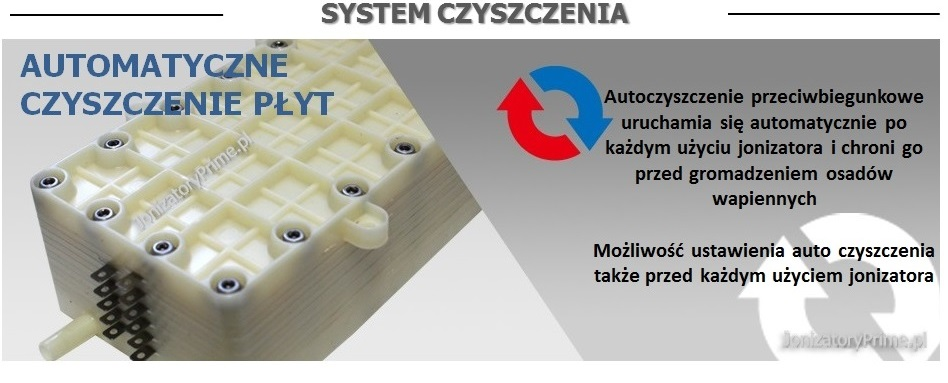 SYSTEM CZYSZCZENIA
AUTOMATYCZNE
CZYSZCZENIE PŁYT
JonizatoryPrime.pl
Autoczyszczenie przeciwbiegunkowe
uruchamia się automatycznie po
każdym użyciu jonizatora i chroni go
przed gromadzeniem osadów
wapiennych
Możliwość ustawienia auto czyszczenia
także przed każdym użyciem jonizatora
JonizatoryPrime.pl